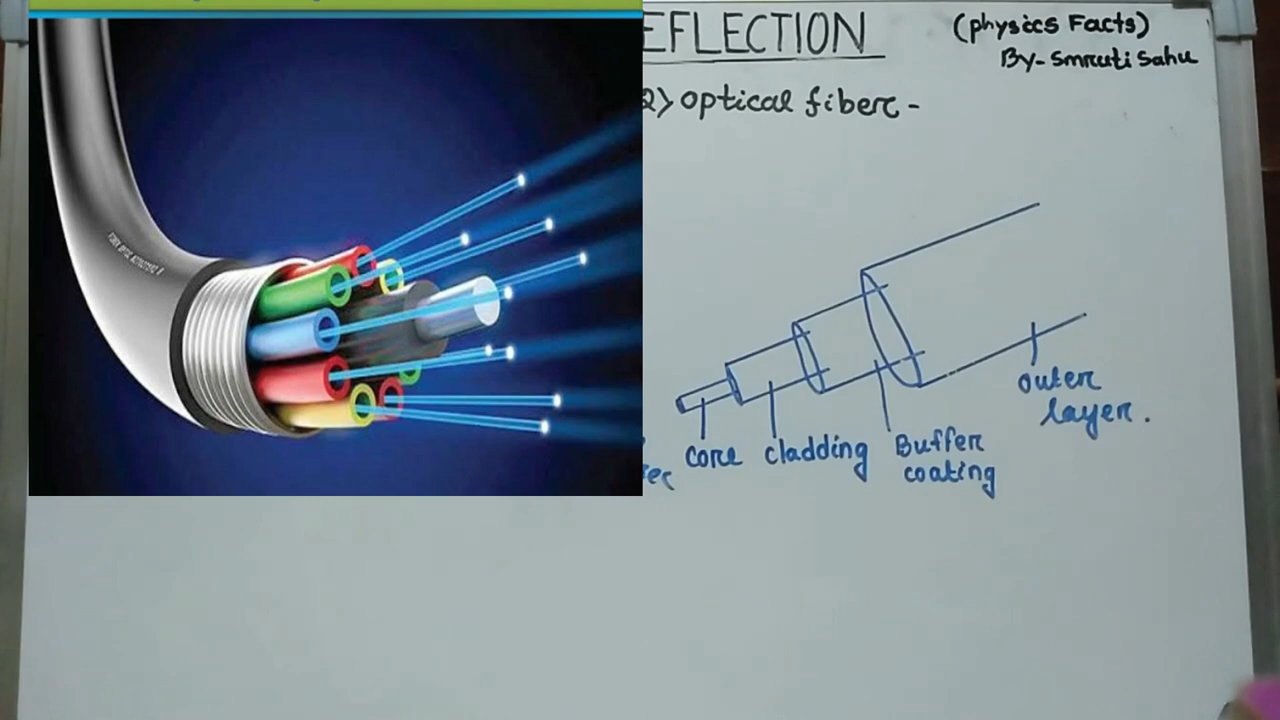 EFLECTION
(physics Facts)
By- Smruti Sahu
2) optical fiber -
core
cladding
Buffer
coating
outer
layer.